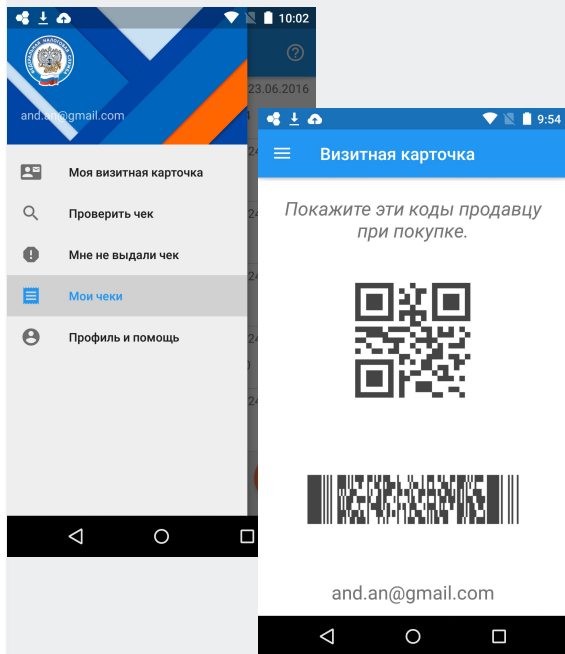 10:02
and.an@gmail.com
23.06.2016
Моя визитная карточка
Проверить чек
Мне не выдали чек
Мои чеки
Профиль и помощь
9:54
Визитная карточка
Покажите эти коды продавцу
при покупке.
and.an@gmail.com